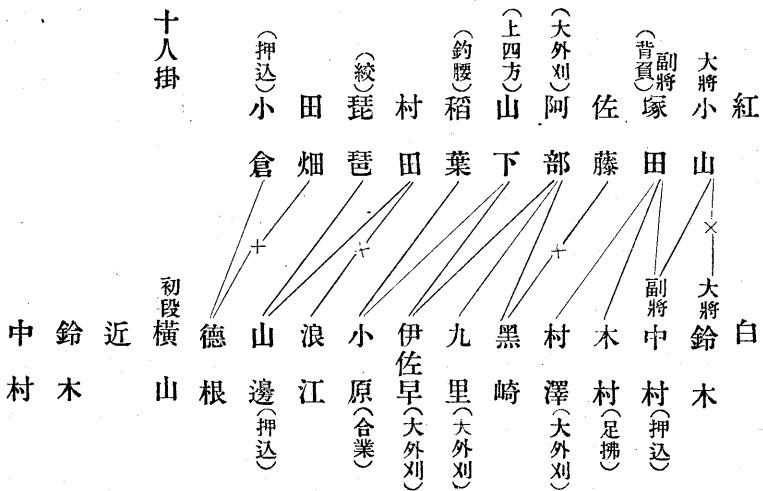 紅
大將 小山
副將 塚田(背負)
佐藤
阿部(大外刈)
山下(上四方)
稻葉(釣腰)
村田
琵琶(絞)
田畑
小倉(押込)
十人掛
白
大將 鈴木
副將 中村(押込)
木村(足拂)
村澤(大外刈)
黑崎
九里(大外刈)
伊佐早(大外刈)
小原(合業)
浪江
山邊(押込)
德根
初段 橫山
近
鈴木
中村